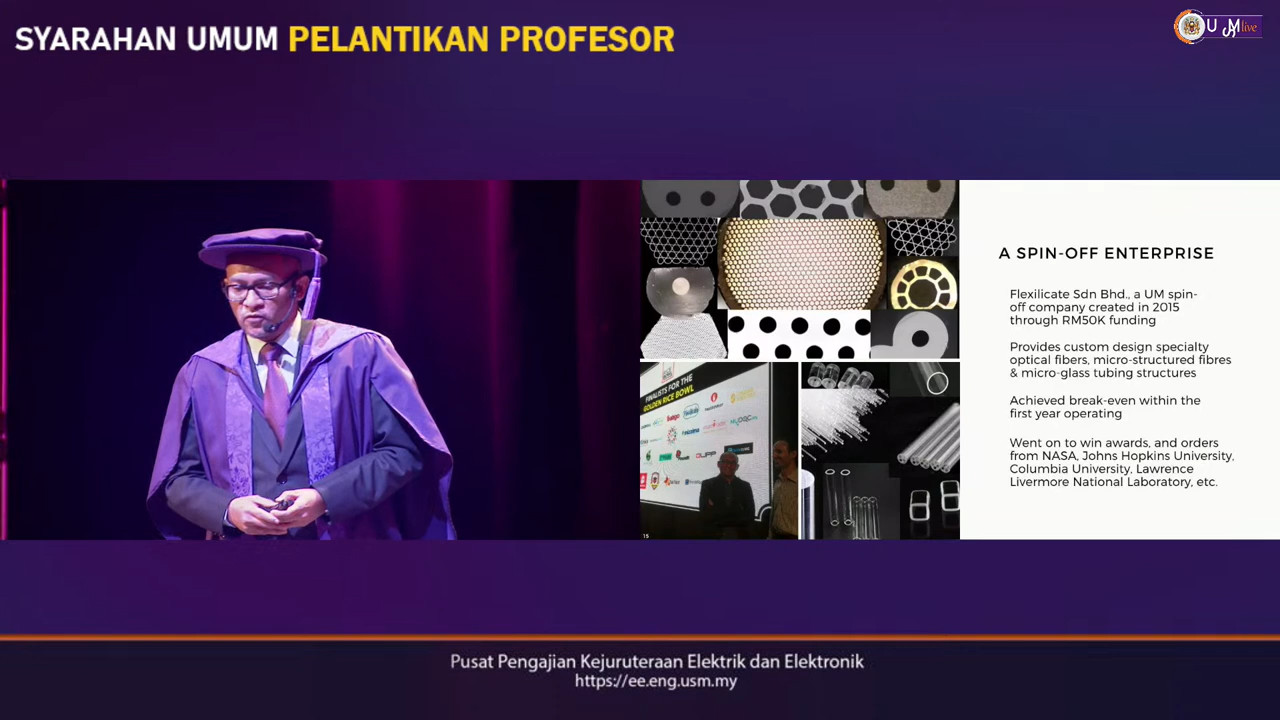 SYARAHAN UMUM PELANTIKAN PROFESOR
live
A SPIN-OFF ENTERPRISE
Flexilicate Sdn Bhd., a UM spin-
off company created in 2015
through RM50K funding
Provides custom design specialty
optical fibers, micro-structured fibres
& micro-glass tubing structures
Achieved break-even within the
first year operating
Went on to win awards, and orders
from NASA, Johns Hopkins University,
Columbia University, Lawrence
Livermore National Laboratory, etc.
FINALISTS FOR THE
GOLDEN RICE BOWL
15
Pusat Pengajian Kejuruteraan Elektrik dan Elektronik
https://ee.eng.usm.my